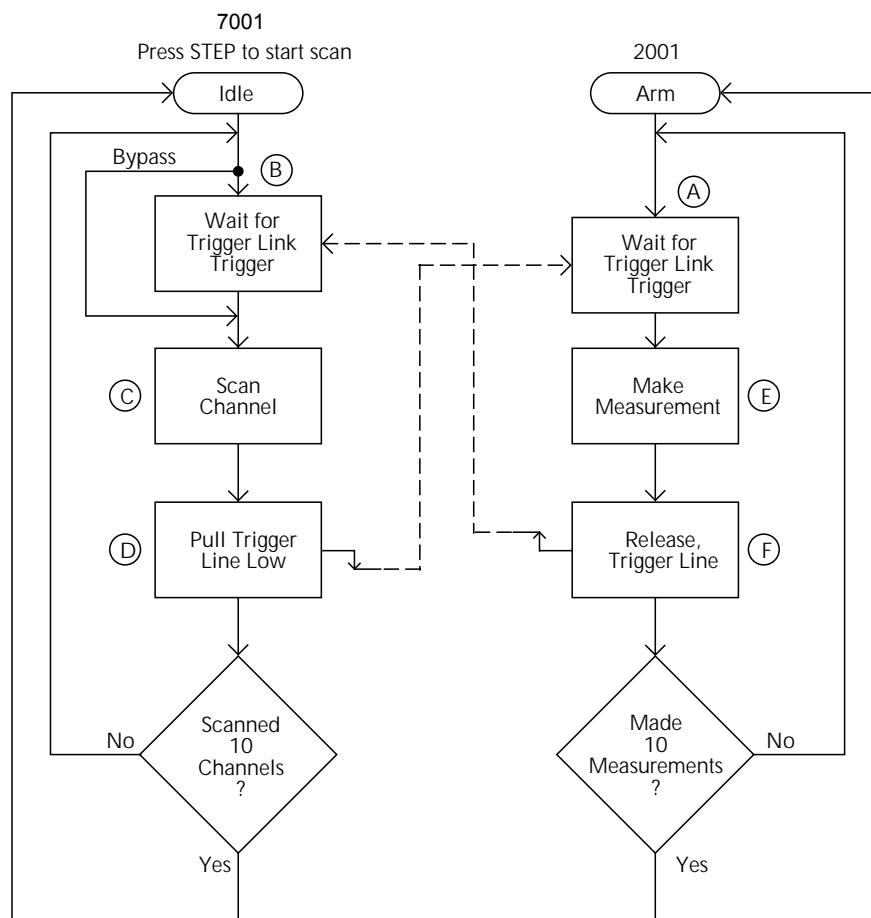 7001
Press STEP to start scan
Idle
Bypass
B
Wait for
Trigger Link
Trigger
C
Scan
Channel
D
Pull Trigger
Line Low
Scanned
10
Channels
?
No
Yes
2001
Arm
A
Wait for
Trigger Link
Trigger
Make
Measurement
E
Release,
Trigger Line
F
Made
10
Measurements
?
No
Yes